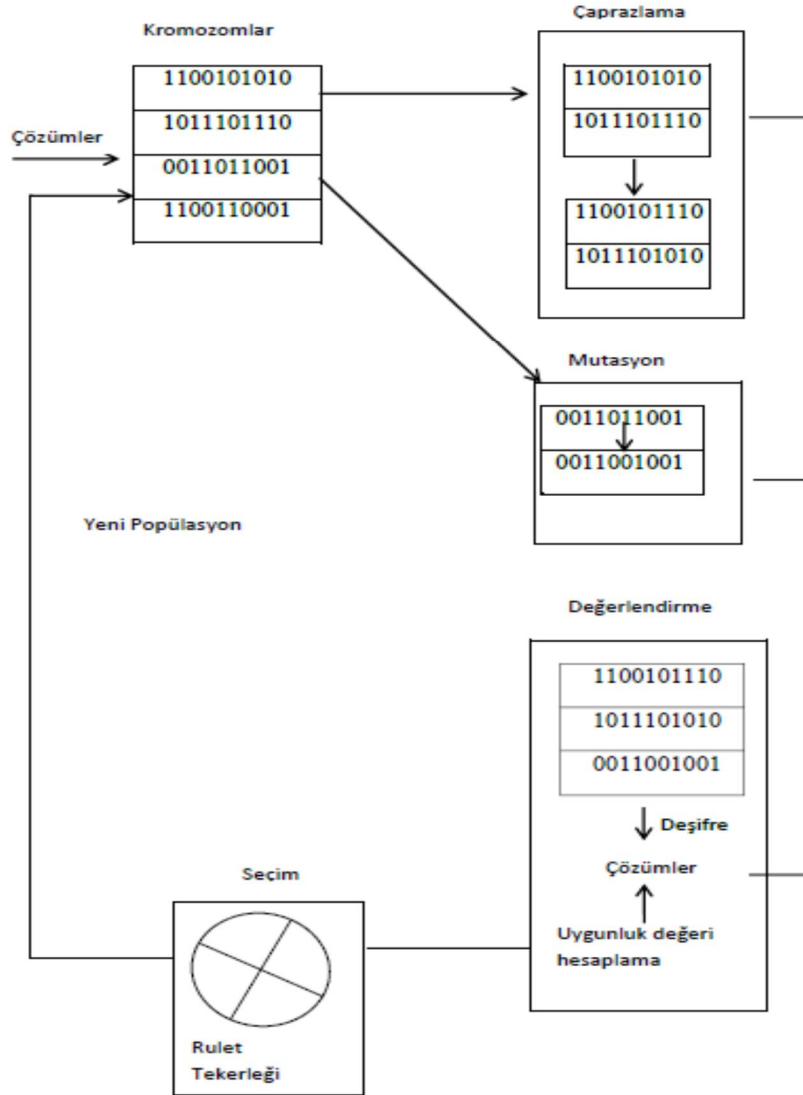 Kromozomlar
1100101010
1011101110
0011011001
1100110001
Çözümler
Çaprazlama
1100101010
1011101110
1100101110
1011101010
Mutasyon
0011011001
0011001001
Yeni Popülasyon
Değerlendirme
1100101110
1011101010
0011001001
Deşifre
Çözümler
Uygunluk değeri
hesaplama
Seçim
Rulet
Tekerleği